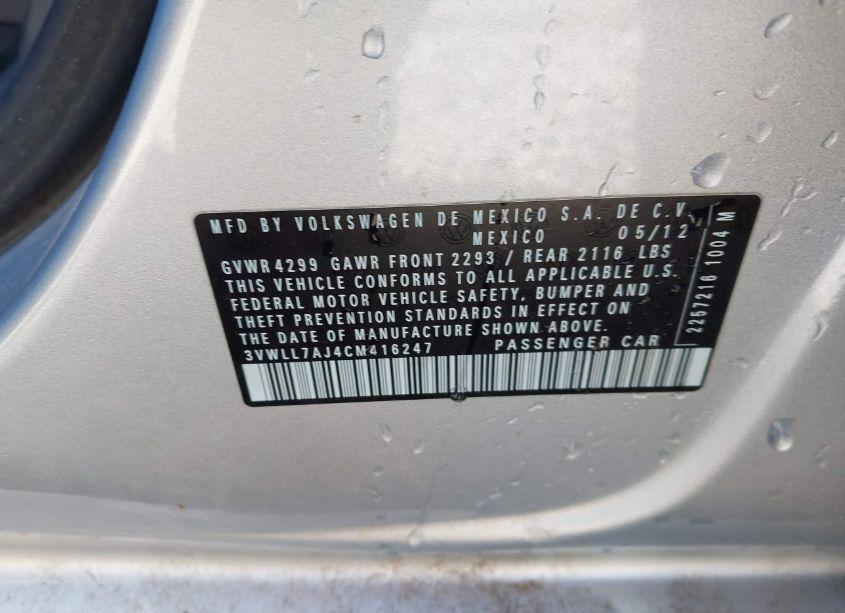 MFD BY VOLKSWAGEN DE MEXICO S.A. DE C.V.
MEXICO 05/12
GVWR 4299 GAWR FRONT 2293 / REAR 2116 LBS
THIS VEHICLE CONFORMS TO ALL APPLICABLE U.S.
FEDERAL MOTOR VEHICLE SAFETY, BUMPER AND
THEFT PREVENTION STANDARDS IN EFFECT ON
THE DATE OF MANUFACTURE SHOWN ABOVE.
3VWLL7AJ4CM416247 PASSENGER CAR
2257216 1004 M